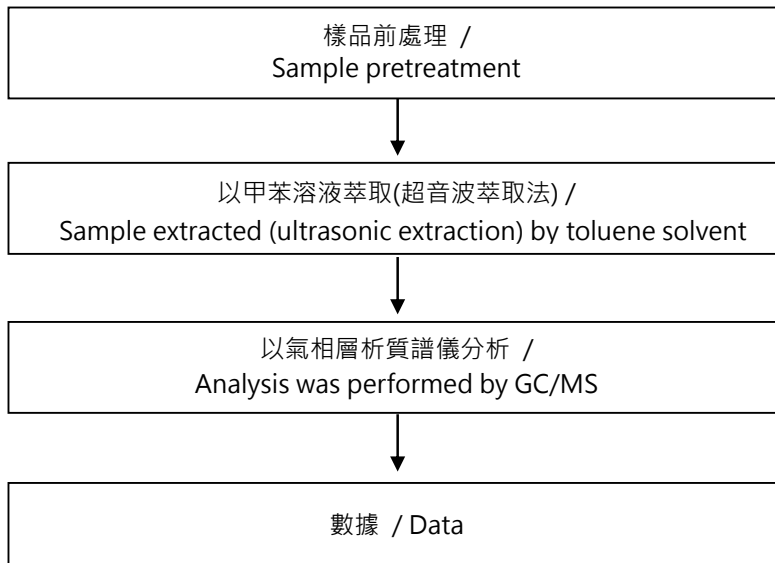 樣品前處理 /
Sample pretreatment
以甲苯溶液萃取(超音波萃取法) /
Sample extracted (ultrasonic extraction) by toluene solvent
以氣相層析質譜儀分析 /
Analysis was performed by GC/MS
數據 / Data